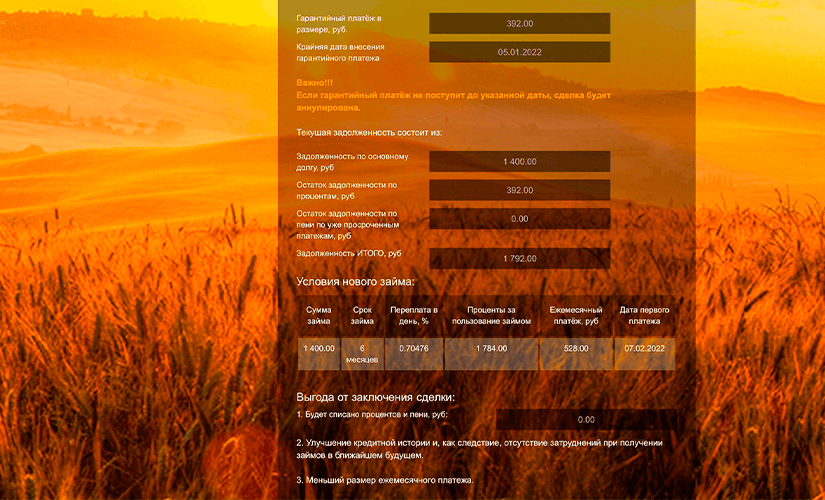 Гарантийный платёж в
размере, руб.
392.00
Крайняя дата внесения
гарантийного платежа
05.01.2022
Важно!!!
Если гарантийный платёж не поступит до указанной даты, сделка будет
аннулирована.
Текущая задолженность состоит из:
Задолженность по основному
долгу, руб
1 400.00
Остаток задолженности по
процентам, руб
392.00
Остаток задолженности по
пени по уже просроченным
платежам, руб
0.00
Задолженность ИТОГО, руб
1 792.00
Условия нового займа:
Сумма
займа
Срок
займа
Переплата в
день, %
Проценты за
пользование займом
Ежемесячный
платёж, руб
Дата первого
платежа
1 400.00
6
месяцев
0.70476
1 784.00
528.00
07.02.2022
Выгода от заключения сделки:
1. Будет списано процентов и пени, руб:
0.00
2. Улучшение кредитной истории и, как следствие, отсутствие затруднений при получении
займов в ближайшем будущем.
3. Меньший размер ежемесячного платежа.